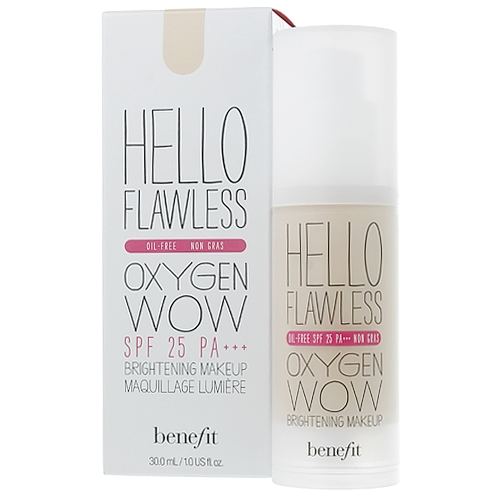 HELLO
FLAWLESS
OIL-FREE NON GRAS
OXYGEN
WOW
SPF 25 PA+++
BRIGHTENING MAKEUP
MAQUILLAGE LUMIÈRE
benefit
30.0 mL / 1.0 US fl. oz.
HELLO
FLAWLESS
OIL-FREE SPF 25 PA+++ NON GRAS
OXYGEN
WOW
BRIGHTENING MAKEUP
benefit